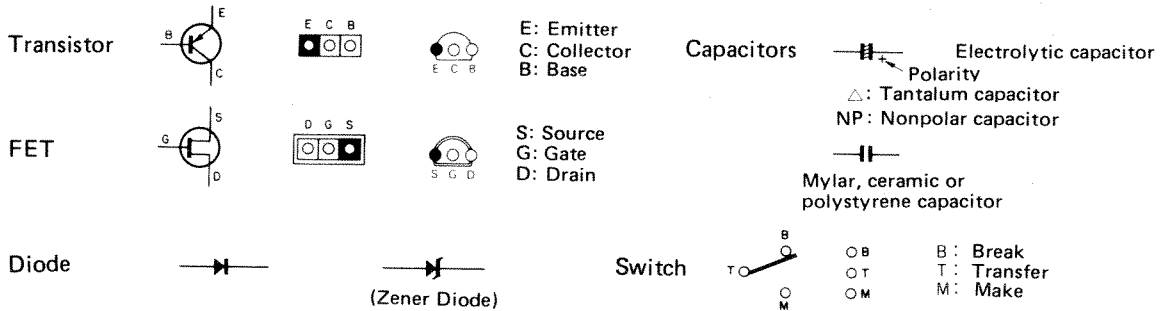 Transistor
B
E
C
E C B
E C B
E: Emitter
C: Collector
B: Base
Capacitors
Electrolytic capacitor
+
Polarity
△: Tantalum capacitor
NP: Nonpolar capacitor
Mylar, ceramic or
polystyrene capacitor
FET
G
S
D
D G S
S G D
S: Source
G: Gate
D: Drain
Diode
(Zener Diode)
Switch
B
T
M
B
T
M
B: Break
T: Transfer
M: Make